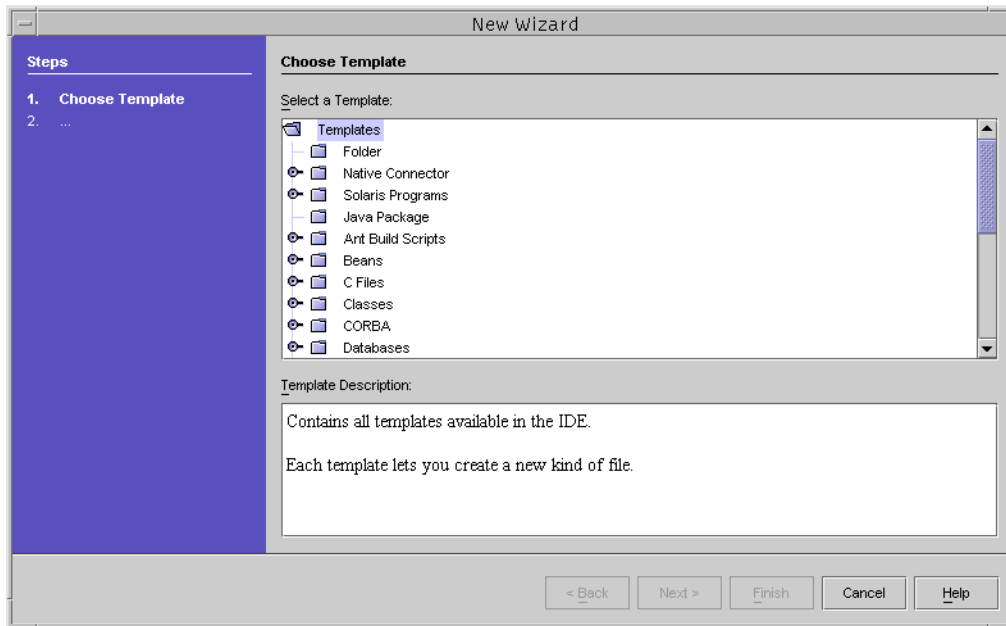 New Wizard
Steps
1. Choose Template
2. ...
Choose Template
Select a Template:
Templates
Folder
Native Connector
Solaris Programs
Java Package
Ant Build Scripts
Beans
C Files
Classes
CORBA
Databases
Template Description:
Contains all templates available in the IDE.
Each template lets you create a new kind of file.
< Back Next > Finish Cancel Help